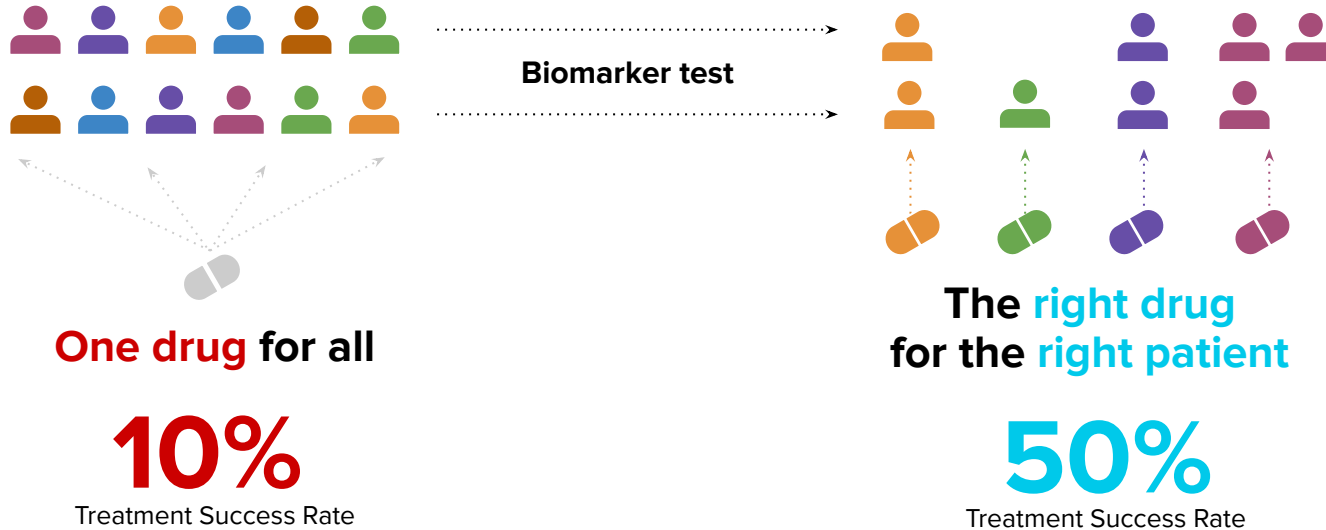 Biomarker test
One drug for all
10%
Treatment Success Rate
The right drug
for the right patient
50%
Treatment Success Rate